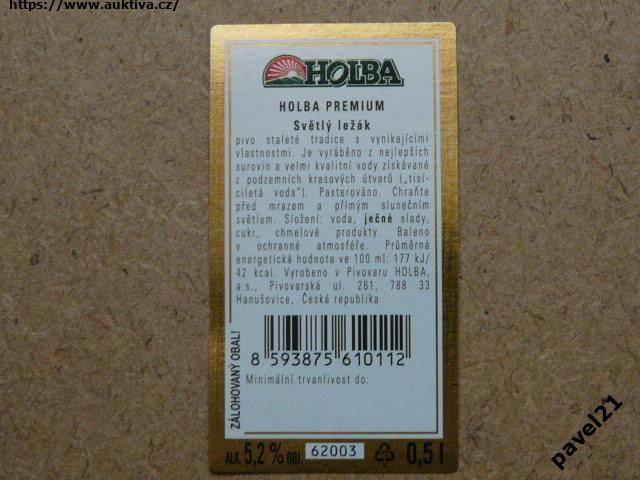 https://www.auktiva.cz/
HOLBA
HOLBA PREMIUM
Světlý ležák
pivo staleté tradice s vynikajícími
vlastnostmi. Je vyráběno z nejlepších
surovin a velmi kvalitní vody získávané
z podzemních krasových útvarů („tisí-
ciletá voda"). Pasterováno. Chraňte
před mrazem a přímým slunečním
světlem. Složení: voda, ječné slady,
cukr, chmelové produkty. Baleno
v ochranné atmosféře. Průměrná
energetická hodnota ve 100 ml: 177 kJ/
42 kcal. Vyrobeno v Pivovaru HOLBA,
a.s., Pivovarská ul. 261, 788 33
Hanušovice, Česká republika
ZÁLOHOVANÝ OBAL!
8 593875 610112
Minimální trvanlivost do:
ALK. 5,2 % OBJ. 62003 0,5 l
pavel21